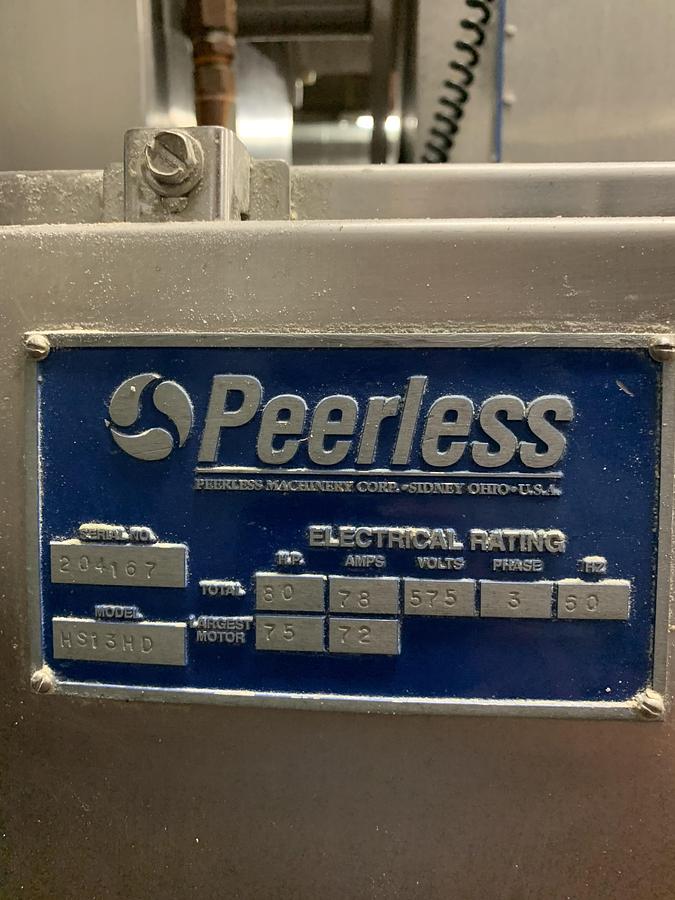 Peerless
PEERLESS MACHINERY CORP. • SIDNEY OHIO • U.S.A.
SERIAL NO.
204167
MODEL
HS13HD
ELECTRICAL RATING
H.P. AMPS VOLTS PHASE HZ
TOTAL 80 78 575 3 60
LARGEST MOTOR 75 72